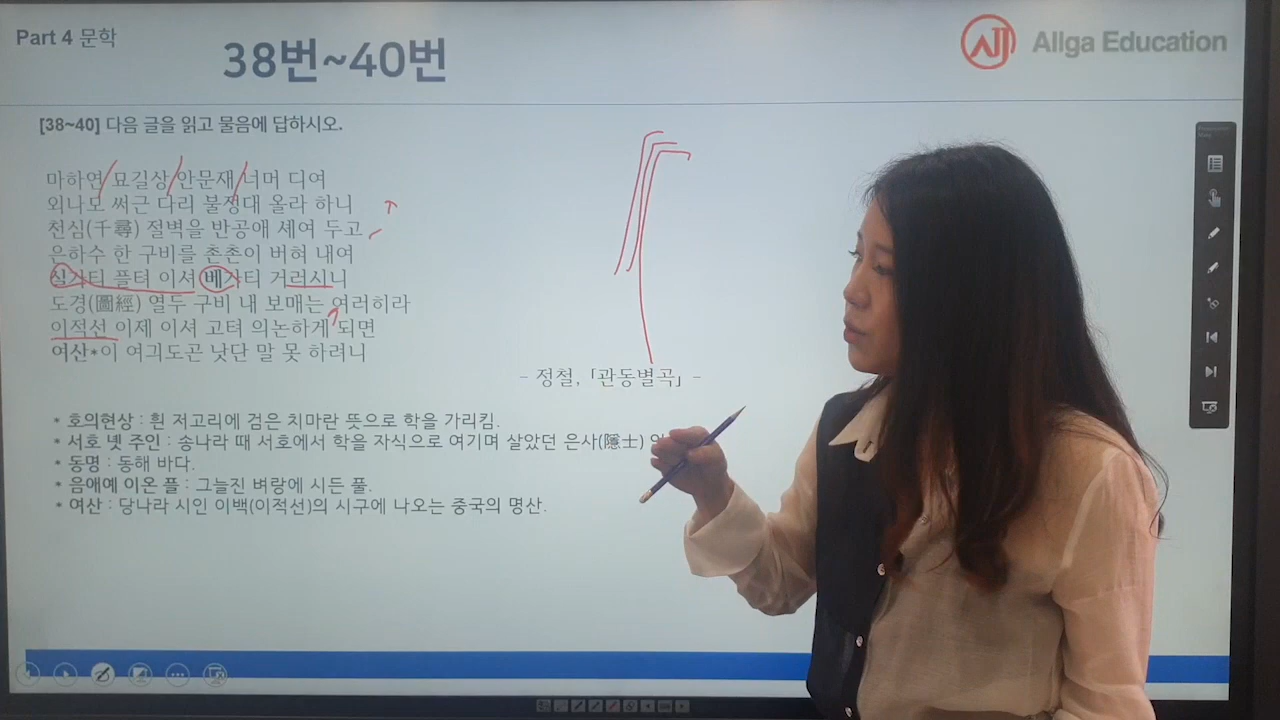 Part 4 문학
38번~40번
Allga Education
[38~40] 다음 글을 읽고 물음에 답하시오.
마하연 묘길상 안문재 너머 디여
외나모 써근 다리 불정대 올라 하니
천심(千尋) 절벽을 반공애 셰여 두고
은하수 한 구비를 촌촌이 버혀 내여
실가티 플텨 이셔 베가티 거러시니
도경(圖經) 열두 구비 내 보매는 여러히라
이적선 이제 이셔 고텨 의논하게 되면
여산*이 여긔도곤 낫단 말 못 하려니
- 정철, 「관동별곡」 -
* 호의현상 : 흰 저고리에 검은 치마란 뜻으로 학을 가리킴.
* 서호 녯 주인 : 송나라 때 서호에서 학을 자식으로 여기며 살았던 은사(隱士)
* 동명 : 동해 바다.
* 음애예 이온 플 : 그늘진 벼랑에 시든 풀.
* 여산 : 당나라 시인 이백(이적선)의 시구에 나오는 중국의 명산.